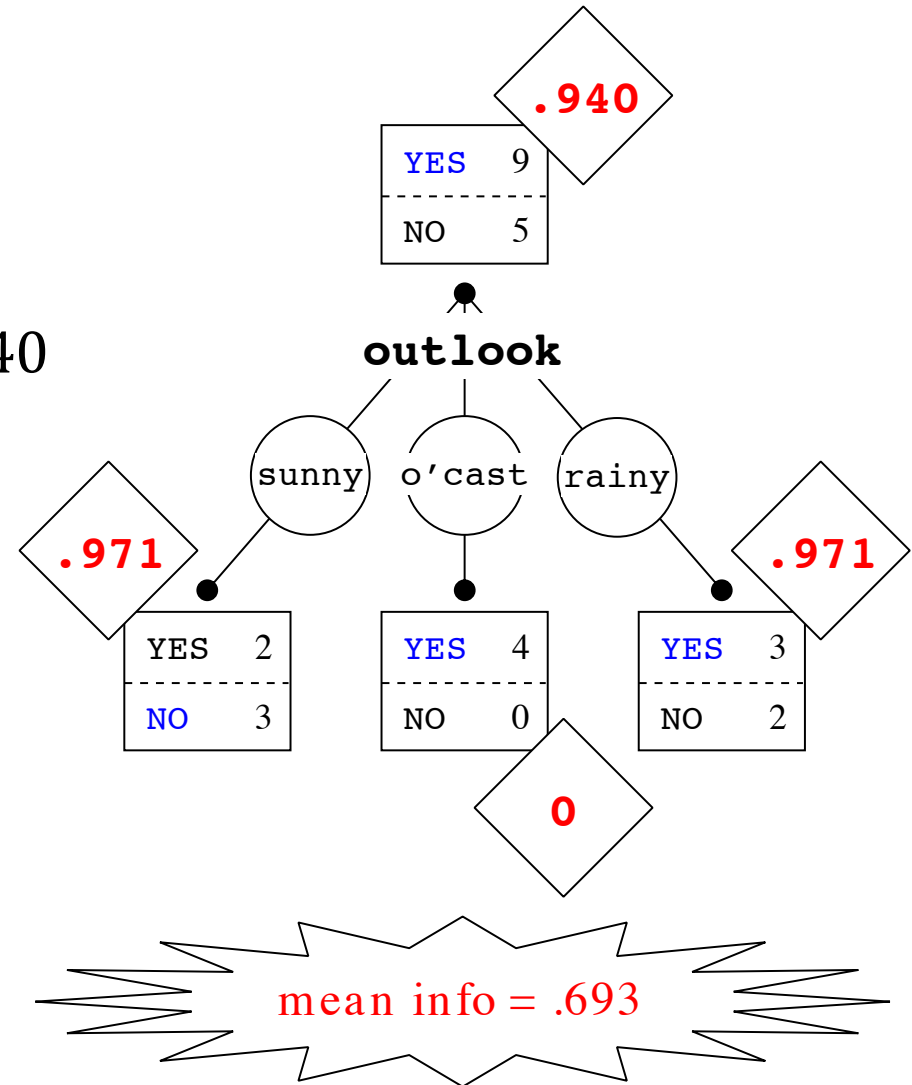 .940
YES 9
NO 5
40
outlook
sunny o'cast rainy
.971 .971
YES 2 YES 4 YES 3
NO 3 NO 0 NO 2
0
mean info = .693